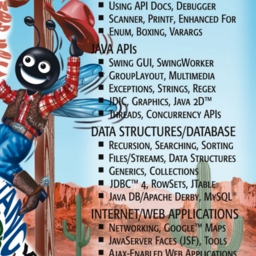 Using API Docs, Debugger
Scanner, Printf, Enhanced For
Enum, Boxing, Varargs
Java APIs
Swing GUI, SwingWorker
GroupLayout, Multimedia
Exceptions, Strings, Regex
JDIC, Graphics, Java 2D™
Threads, Concurrency APIs
Data Structures/Database
Recursion, Searching, Sorting
Files/Streams, Data Structures
Generics, Collections
JDBC™ 4, RowSets, JTable
Java DB/Apache Derby, MySQL®
Internet/Web Applications
Networking, Google™ Maps
JavaServer Faces (JSF), Tools
Ajax-Enabled Web Applications